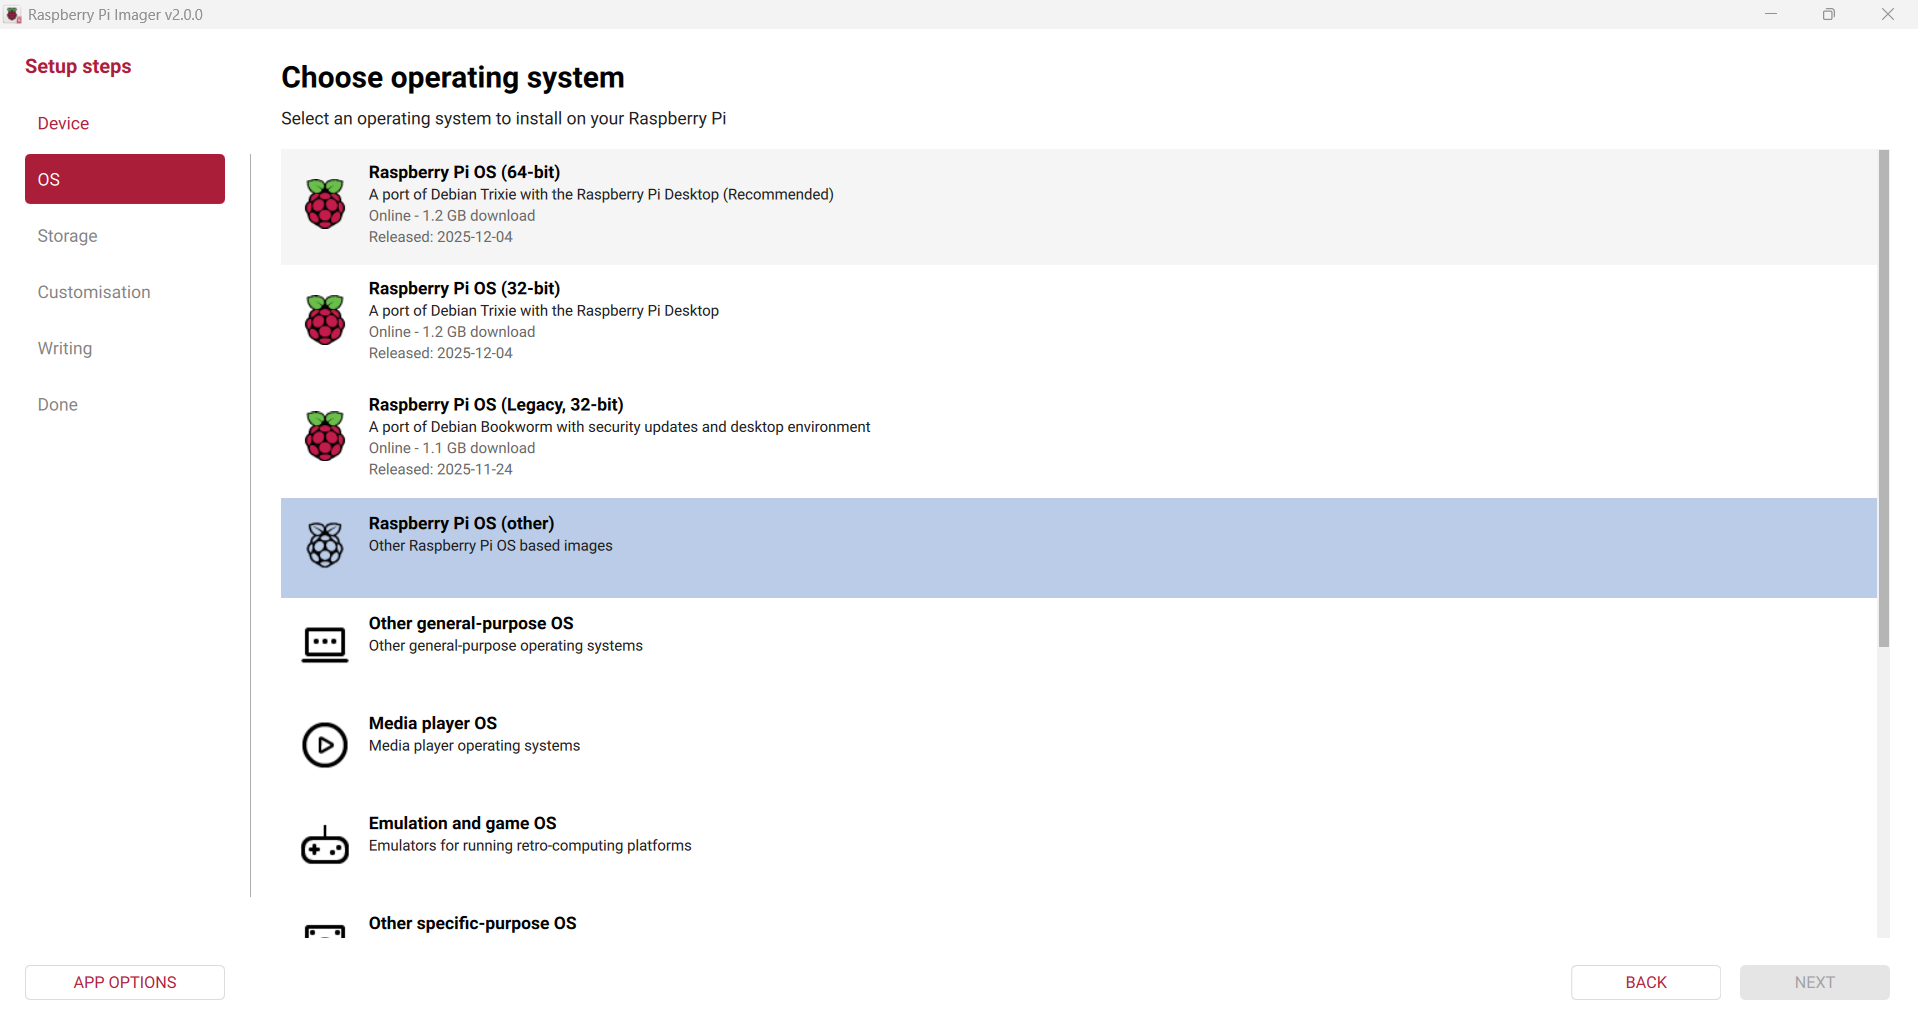 Raspberry Pi Imager v2.0.0
Setup steps
Device
OS
Storage
Customisation
Writing
Done
APP OPTIONS
Choose operating system
Select an operating system to install on your Raspberry Pi
Raspberry Pi OS (64-bit)
A port of Debian Trixie with the Raspberry Pi Desktop (Recommended)
Online - 1.2 GB download
Released: 2025-12-04
Raspberry Pi OS (32-bit)
A port of Debian Trixie with the Raspberry Pi Desktop
Online - 1.2 GB download
Released: 2025-12-04
Raspberry Pi OS (Legacy, 32-bit)
A port of Debian Bookworm with security updates and desktop environment
Online - 1.1 GB download
Released: 2025-11-24
Raspberry Pi OS (other)
Other Raspberry Pi OS based images
Other general-purpose OS
Other general-purpose operating systems
Media player OS
Media player operating systems
Emulation and game OS
Emulators for running retro-computing platforms
Other specific-purpose OS
BACK
NEXT